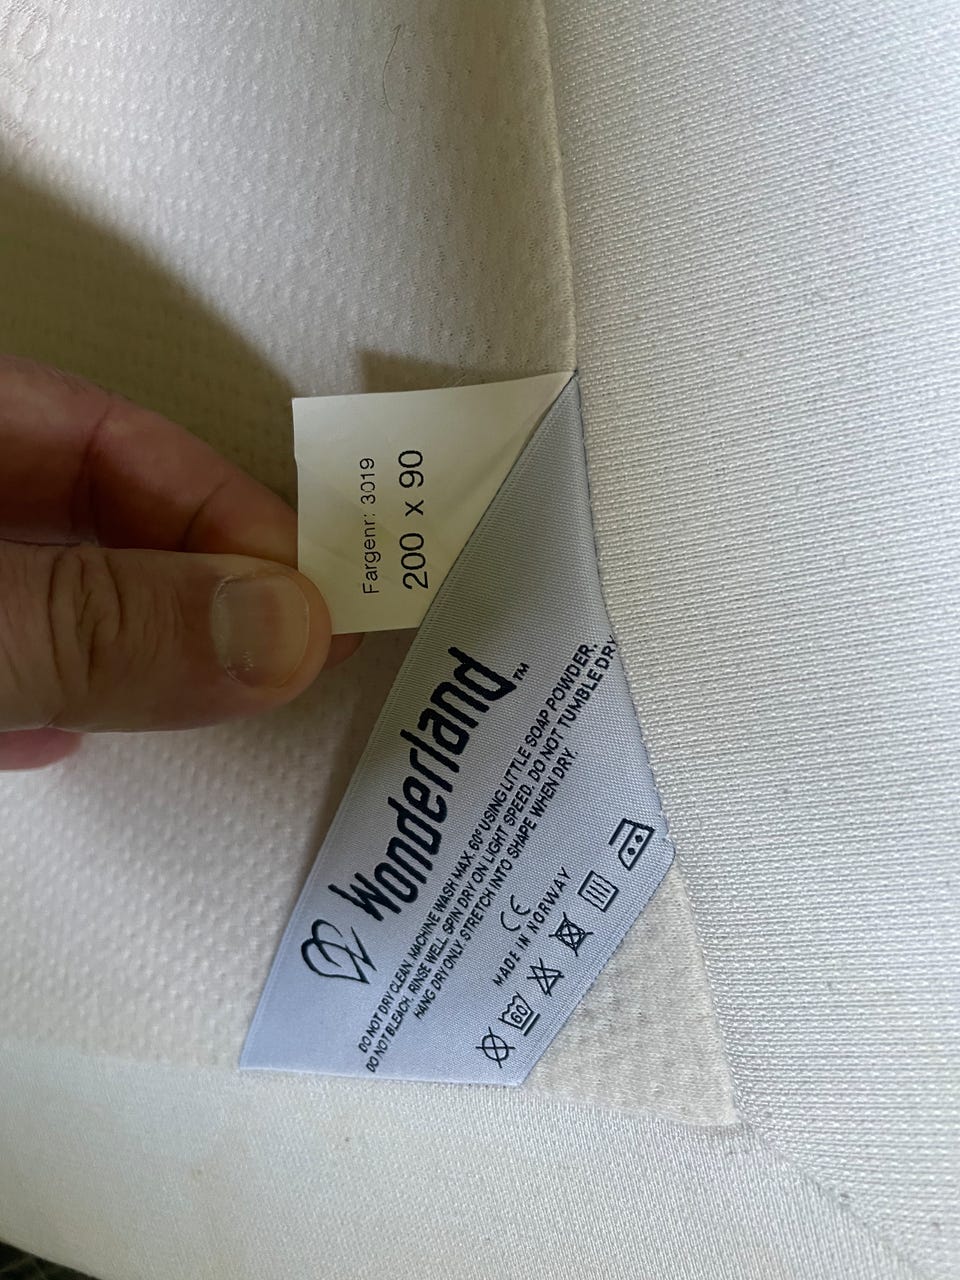 Fargenr: 3019
200 x 90
Wonderland™
DO NOT DRY CLEAN. MACHINE WASH MAX. 60° USING LITTLE SOAP POWDER.
DO NOT BLEACH. RINSE WELL. SPIN DRY ON LIGHT SPEED. DO NOT TUMBLE DRY
HANG DRY ONLY. STRETCH INTO SHAPE WHEN DRY.
CE
MADE IN NORWAY
60